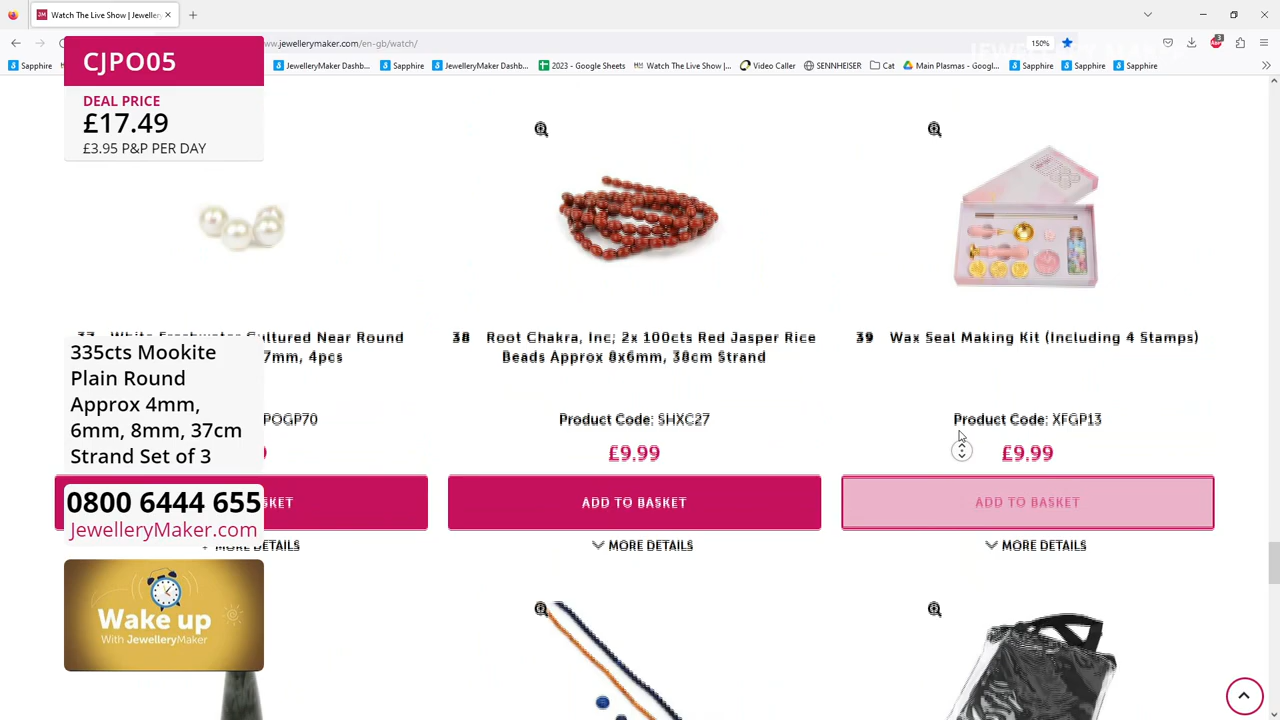 Watch The Live Show | Jeweller
ww.jewellerymaker.com/en-gb/watch/
150%
3
Sapphire
JewelleryMaker Dashb...
Sapphire
JewelleryMaker Dashb...
2023 - Google Sheets
Watch The Live Show |...
Video Caller
SENNHEISER
Cat
Main Plasmas - Googl...
Sapphire
Sapphire
Sapphire
CJPO05
DEAL PRICE
£17.49
£3.95 P&P PER DAY
37 White Freshwater Cultured Near Round
7mm, 4pcs
POGP70
38 Root Chakra, Inc; 2x 100cts Red Jasper Rice
Beads Approx 8x6mm, 38cm Strand
Product Code: SHXC27
£9.99
ADD TO BASKET
MORE DETAILS
39 Wax Seal Making Kit (Including 4 Stamps)
Product Code: XFGP13
£9.99
ADD TO BASKET
MORE DETAILS
335cts Mookite
Plain Round
Approx 4mm,
6mm, 8mm, 37cm
Strand Set of 3
0800 6444 655
JewelleryMaker.com
SKET
MORE DETAILS
Wake up
With JewelleryMaker